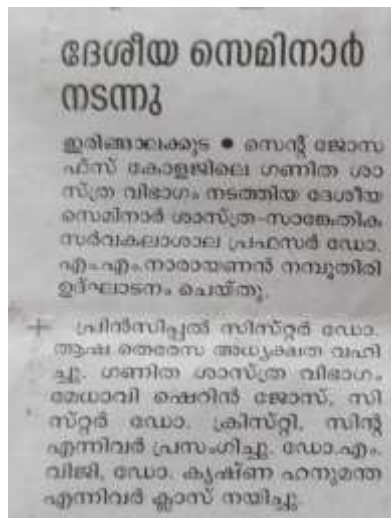 ദേശീയ സെമിനാർ
നടന്നു
ഇരിങ്ങാലക്കുട ● സെന്റ് ജോസ
ഫ്സ് കോളജിലെ ഗണിത ശാ
സ്ത്ര വിഭാഗം നടത്തിയ ദേശീയ
സെമിനാർ ശാസ്ത്ര-സാങ്കേതിക
സർവകലാശാല പ്രഫസർ ഡോ.
എം.എം.നാരായണൻ നമ്പൂതിരി
ഉദ്ഘാടനം ചെയ്തു.
പ്രിൻസിപ്പൽ സിസ്റ്റർ ഡോ.
ആഷ തെരേസ അധ്യക്ഷത വഹി
ച്ചു. ഗണിത ശാസ്ത്ര വിഭാഗം
മേധാവി ഷെറിൻ ജോസ്, സി
സ്റ്റർ ഡോ. ക്രിസ്റ്റി, സിന്റ
എന്നിവർ പ്രസംഗിച്ചു. ഡോ.എം.
വിജി, ഡോ. കൃഷ്ണ ഹനുമന്ത
എന്നിവർ ക്ലാസ് നയിച്ചു.